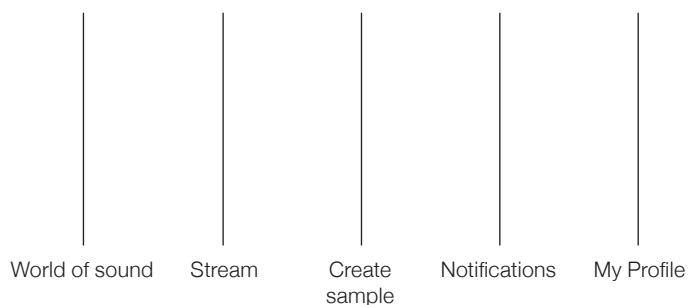 World of sound
Stream
Create
sample
Notifications
My Profile